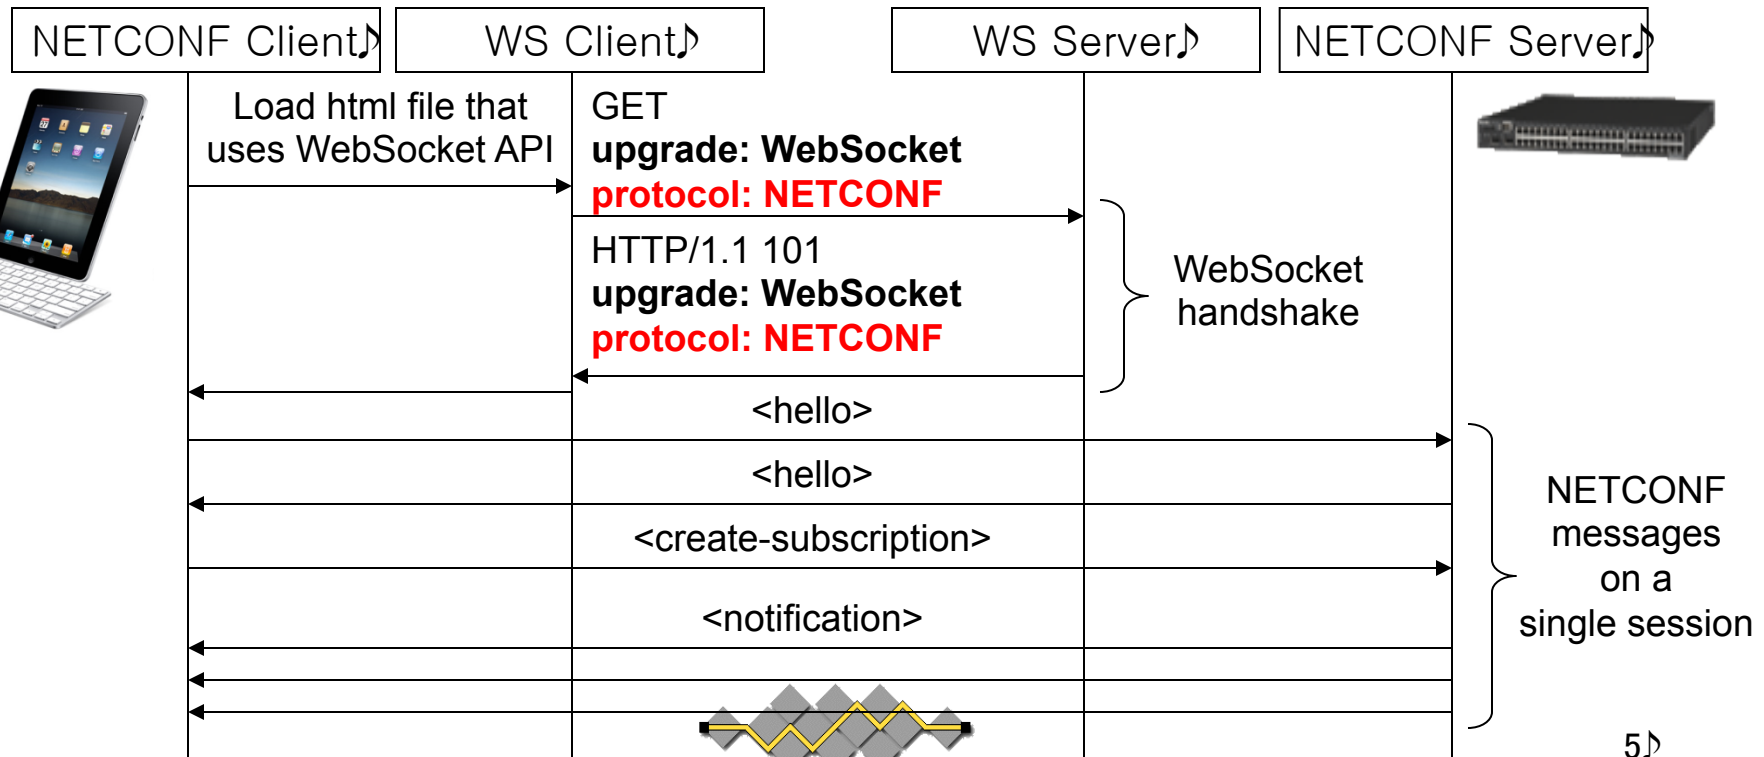 NETCONF Client♪
WS Client♪
WS Server♪
NETCONF Server♪
Load html file that
uses WebSocket API
GET
upgrade: WebSocket
protocol: NETCONF
HTTP/1.1 101
upgrade: WebSocket
protocol: NETCONF
WebSocket
handshake
<hello>
<hello>
<create-subscription>
<notification>
NETCONF
messages
on a
single session
5♪